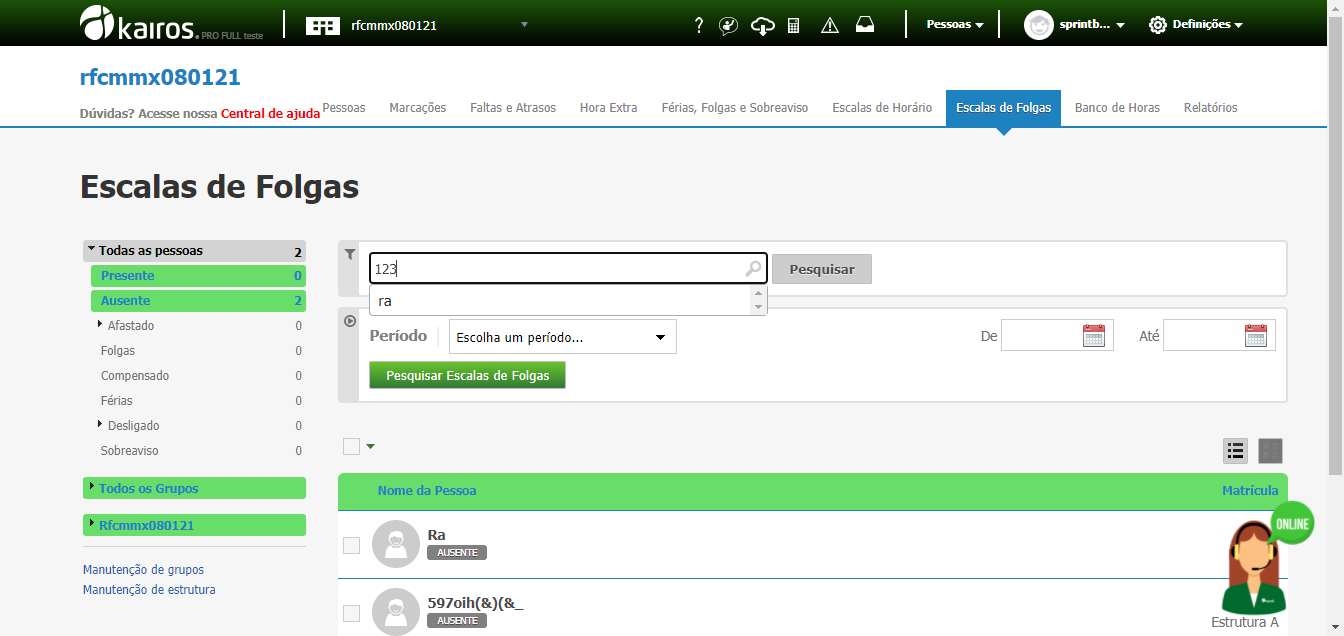 kairos. PRO FULL teste
rfcmmx080121
?
Pessoas
sprintb...
Definições
rfcmmx080121
Dúvidas? Acesse nossa Central de ajuda
Pessoas
Marcações
Faltas e Atrasos
Hora Extra
Férias, Folgas e Sobreaviso
Escalas de Horário
Escalas de Folgas
Banco de Horas
Relatórios
Escalas de Folgas
Todas as pessoas 2
Presente 0
Ausente 2
Afastado 0
Folgas 0
Compensado 0
Férias 0
Desligado 0
Sobreaviso 0
Todos os Grupos
Rfcmmx080121
Manutenção de grupos
Manutenção de estrutura
123
Pesquisar
ra
Período
Escolha um período...
De
Até
Pesquisar Escalas de Folgas
Nome da Pessoa
Matrícula
Ra
AUSENTE
ONLINE
597oih(&)(&_
AUSENTE
Estrutura A